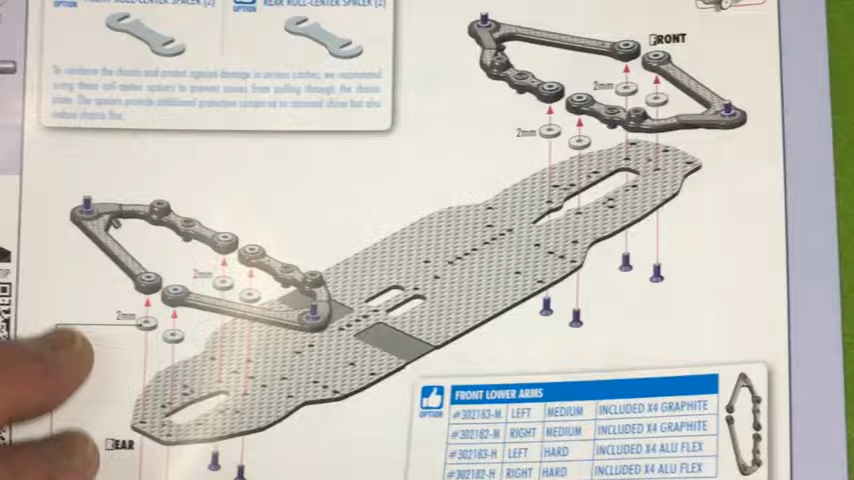 OPTION
ROLL-CENTER SPACER (2)
OPTION
REAR ROLL-CENTER SPACER (2)
To reinforce the chassis and protect against damage in serious crashes, we recommend
using these roll-center spacers to prevent screws from pulling through the chassis
plate. The spacers provide additional protection compared to standard shims but also
reduce chassis flex.
FRONT
2mm
2mm
2mm
2mm
REAR
TIP
OPTION
FRONT LOWER ARMS
#302183-M LEFT MEDIUM INCLUDED X4 GRAPHITE
#302182-M RIGHT MEDIUM INCLUDED X4 GRAPHITE
#302183-H LEFT HARD INCLUDED X4 ALU FLEX
#302182-H RIGHT HARD INCLUDED X4 ALU FLEX